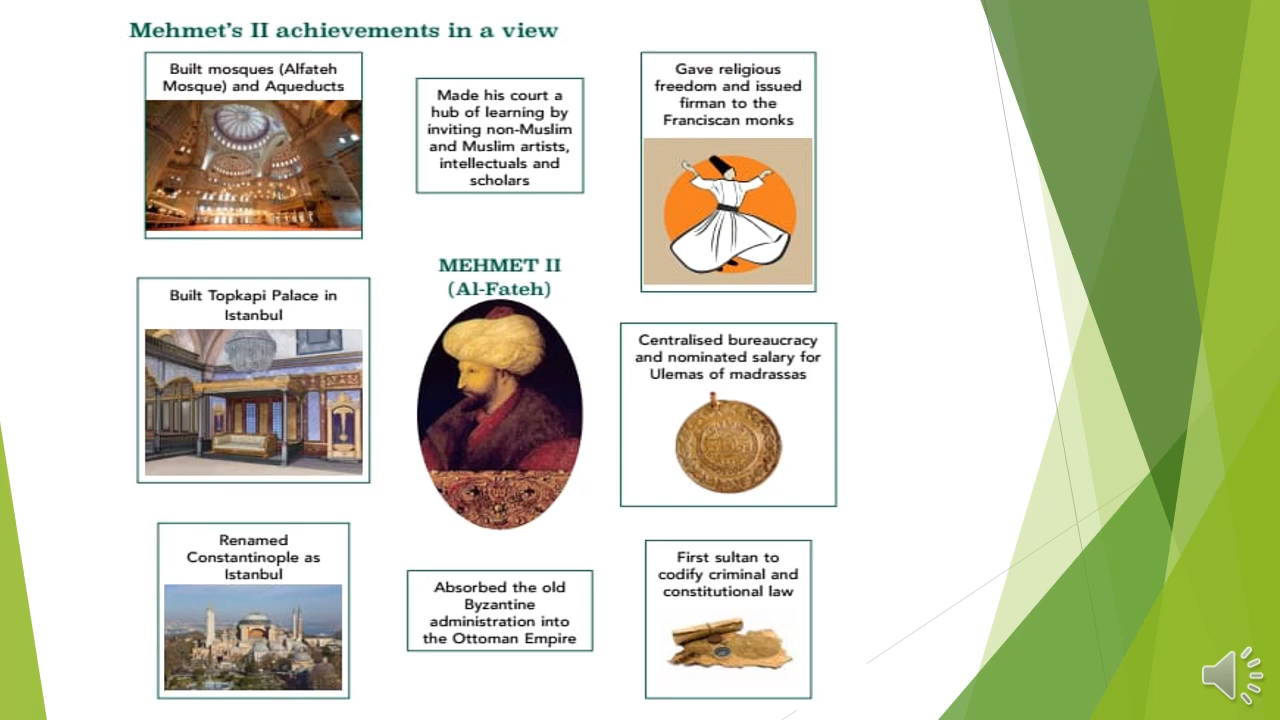 Mehmet's II achievements in a view
Built mosques (Alfateh
Mosque) and Aqueducts
Made his court a
hub of learning by
inviting non-Muslim
and Muslim artists,
intellectuals and
scholars
Gave religious
freedom and issued
firman to the
Franciscan monks
Built Topkapi Palace in
Istanbul
MEHMET II
(Al-Fateh)
Centralised bureaucracy
and nominated salary for
Ulemas of madrassas
Renamed
Constantinople as
Istanbul
Absorbed the old
Byzantine
administration into
the Ottoman Empire
First sultan to
codify criminal and
constitutional law